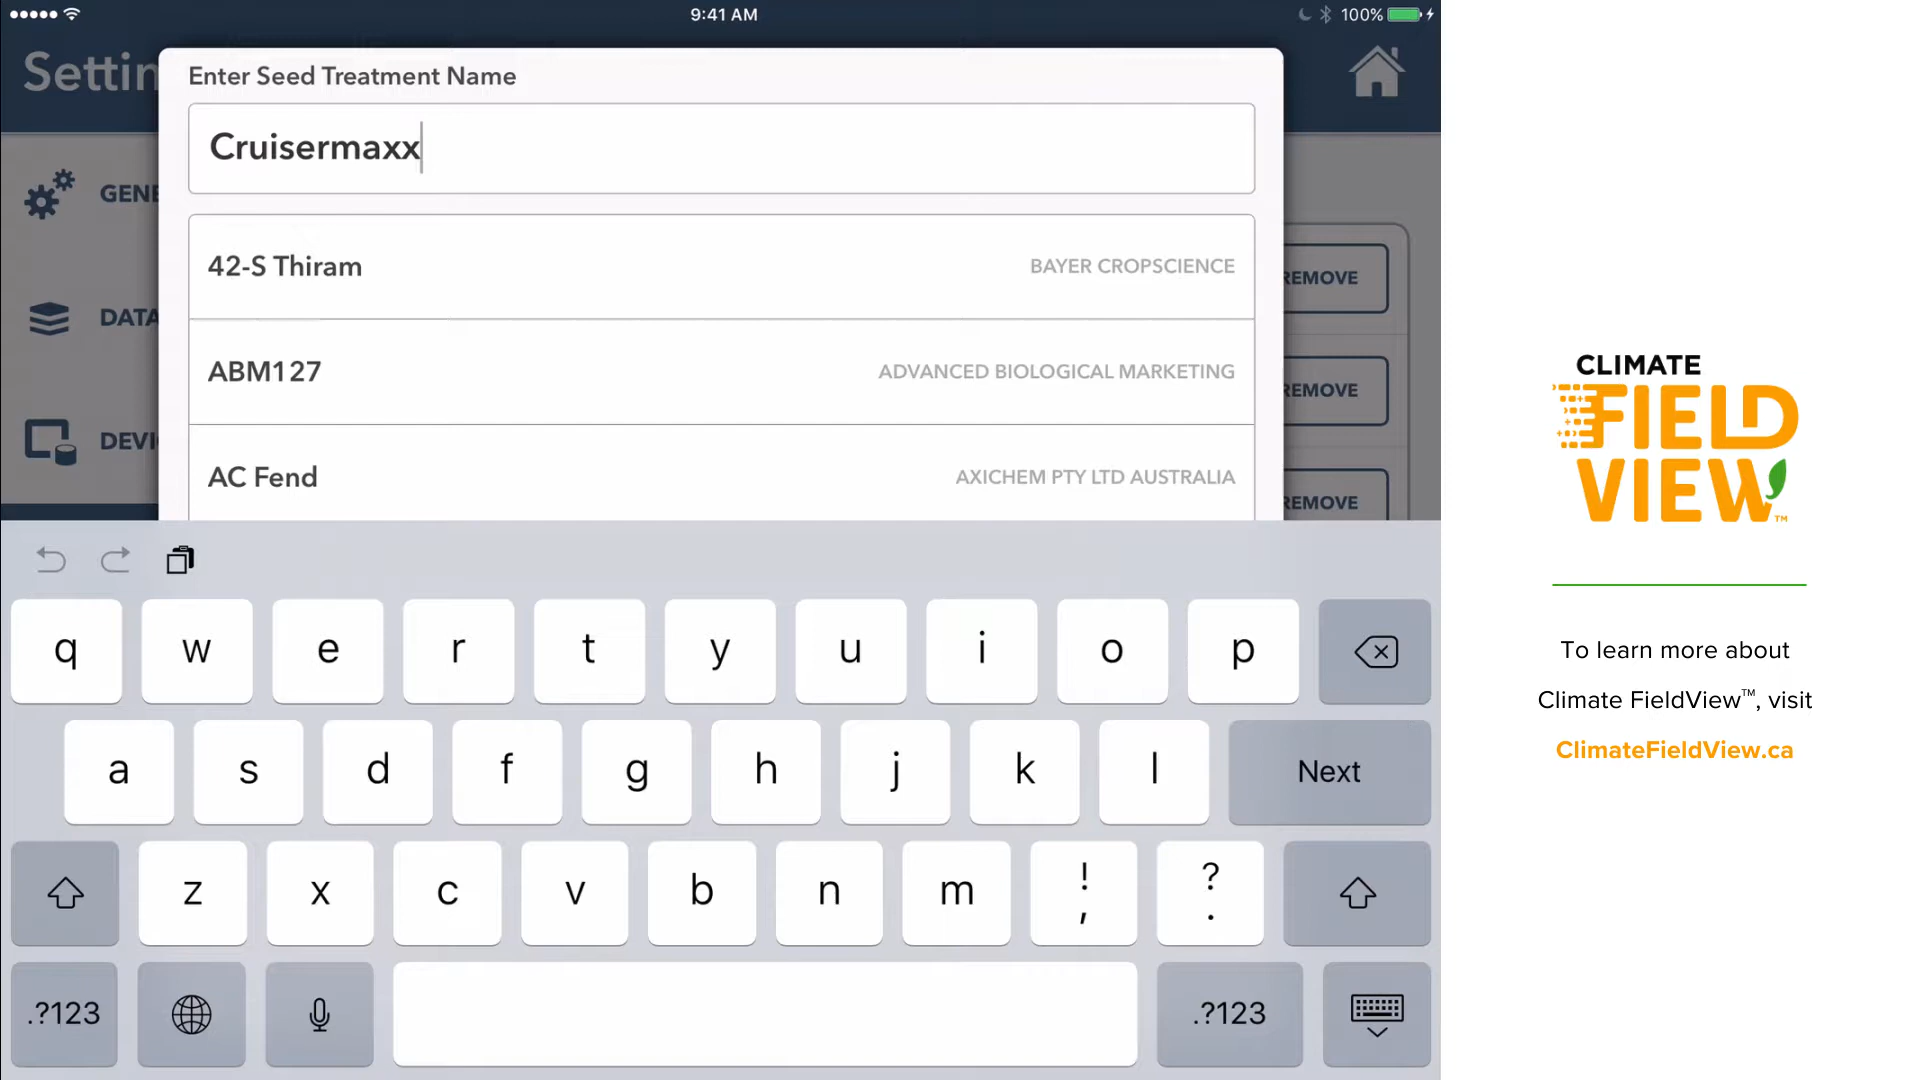 9:41 AM
100%
Settin
Enter Seed Treatment Name
Cruisermaxx
GENE
DATA
DEVI
42-S Thiram BAYER CROPSCIENCE
ABM127 ADVANCED BIOLOGICAL MARKETING
AC Fend AXICHEM PTY LTD AUSTRALIA
REMOVE
REMOVE
REMOVE
q w e r t y u i o p
a s d f g h j k l Next
z x c v b n m ! , ? .
.?123 .?123
CLIMATE
FIELD
VIEW™
To learn more about
Climate FieldView™, visit
ClimateFieldView.ca